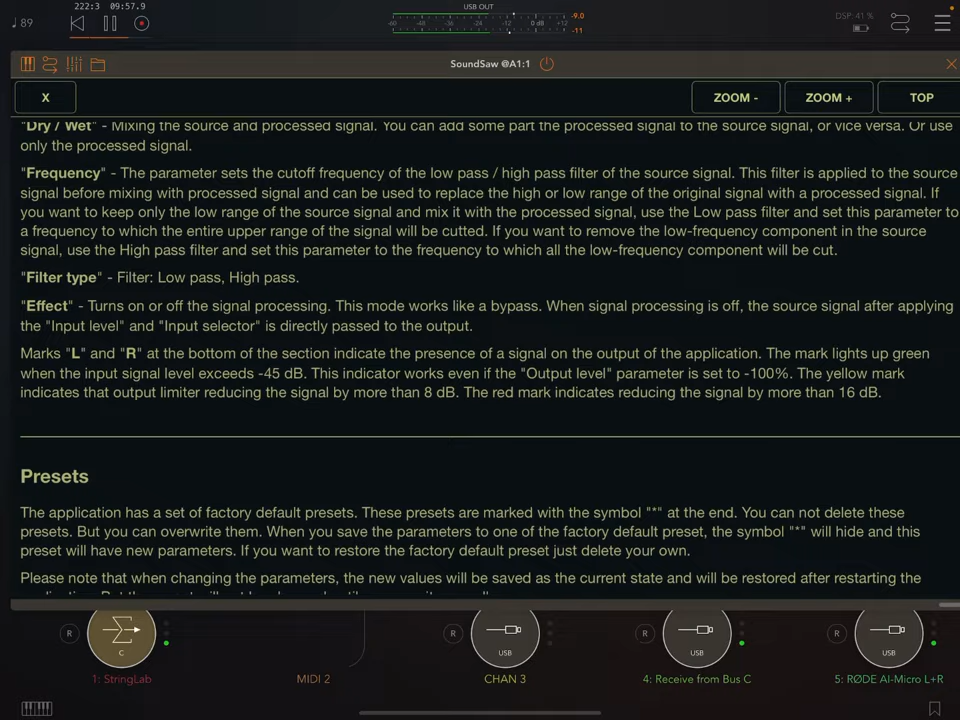 222:3 09:57.9
USB OUT
♩ 89
-60 -48 -36 -24 -12 0 dB +12
-9.0
-11
DSP: 41 %
SoundSaw @A1:1
X
ZOOM -
ZOOM +
TOP
"Dry / Wet" - Mixing the source and processed signal. You can add some part the processed signal to the source signal, or vice versa. Or use
only the processed signal.
"Frequency" - The parameter sets the cutoff frequency of the low pass / high pass filter of the source signal. This filter is applied to the source
signal before mixing with processed signal and can be used to replace the high or low range of the original signal with a processed signal. If
you want to keep only the low range of the source signal and mix it with the processed signal, use the Low pass filter and set this parameter to
a frequency to which the entire upper range of the signal will be cutted. If you want to remove the low-frequency component in the source
signal, use the High pass filter and set this parameter to the frequency to which all the low-frequency component will be cut.
"Filter type" - Filter: Low pass, High pass.
"Effect" - Turns on or off the signal processing. This mode works like a bypass. When signal processing is off, the source signal after applying
the "Input level" and "Input selector" is directly passed to the output.
Marks "L" and "R" at the bottom of the section indicate the presence of a signal on the output of the application. The mark lights up green
when the input signal level exceeds -45 dB. This indicator works even if the "Output level" parameter is set to -100%. The yellow mark
indicates that output limiter reducing the signal by more than 8 dB. The red mark indicates reducing the signal by more than 16 dB.
Presets
The application has a set of factory default presets. These presets are marked with the symbol "*" at the end. You can not delete these
presets. But you can overwrite them. When you save the parameters to one of the factory default preset, the symbol "*" will hide and this
preset will have new parameters. If you want to restore the factory default preset just delete your own.
Please note that when changing the parameters, the new values will be saved as the current state and will be restored after restarting the
R
C
R
USB
R
USB
R
USB
1: StringLab
MIDI 2
CHAN 3
4: Receive from Bus C
5: RØDE AI-Micro L+R